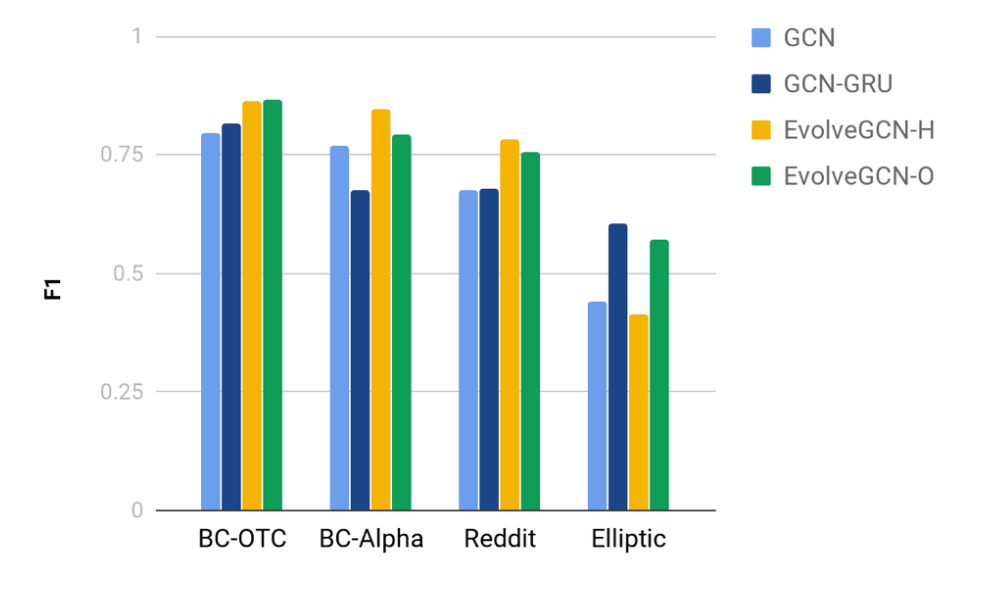 1
0.75
0.5
0.25
0
F1
BC-OTC BC-Alpha Reddit Elliptic
GCN
GCN-GRU
EvolveGCN-H
EvolveGCN-O